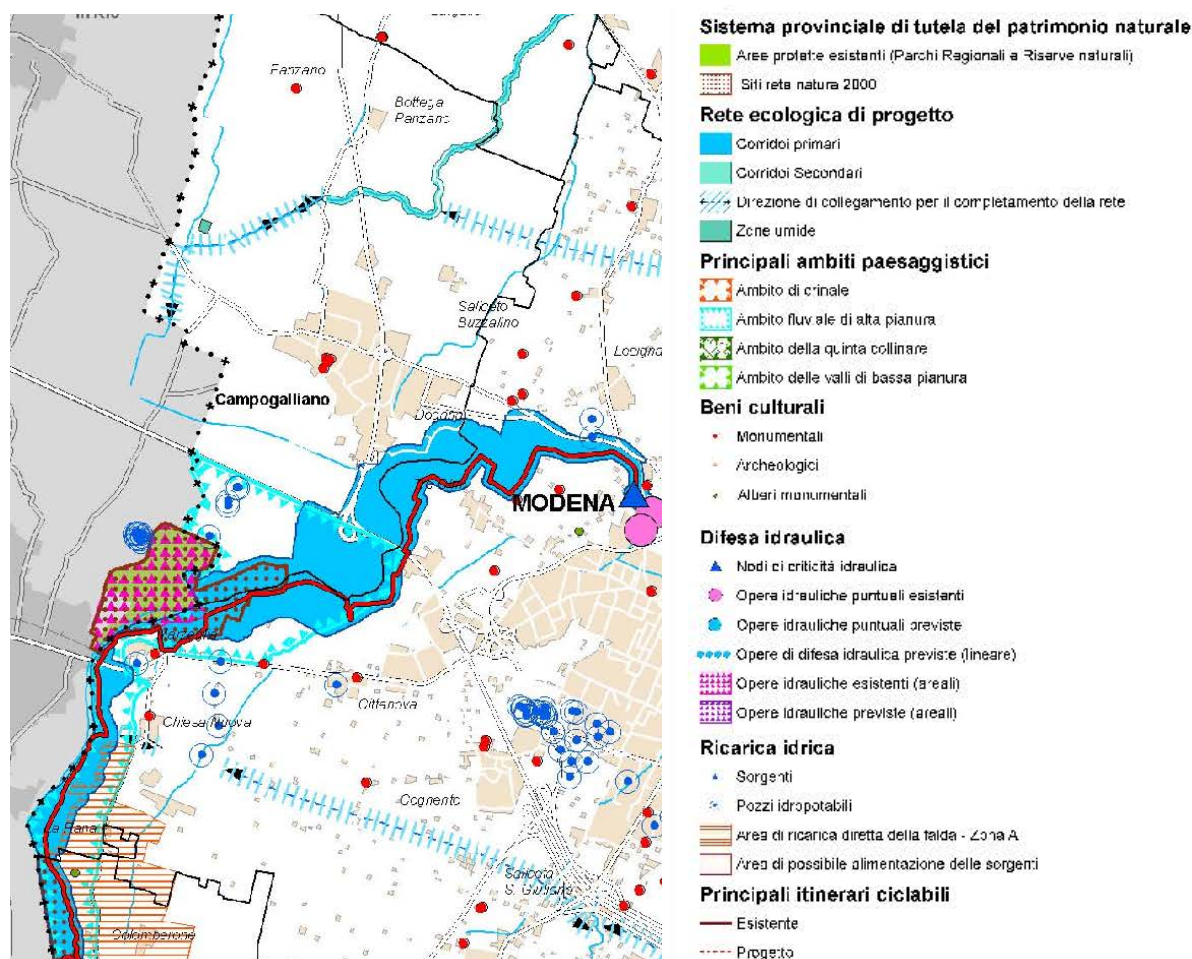 Panzano
Bottega
Panzano
Saliceto
Buzzalino
Campogalliano
MODENA
Cittanova
Chiesa Nuova
Cognento
Saliceta
S. Giuliano
Colomberone
Sistema provinciale di tutela del patrimonio naturale
Aree protette esistenti (Parchi Regionali e Riserve naturali)
Siti rete natura 2000
Rete ecologica di progetto
Corridoi primari
Corridoi Secondari
Direzione di collegamento per il completamento della rete
Zone umide
Principali ambiti paesaggistici
Ambito di crinale
Ambito fluviale di alta pianura
Ambito della quinta collinare
Ambito delle valli di bassa pianura
Beni culturali
Monumentali
Archeologici
Alberi monumentali
Difesa idraulica
Nodi di criticità idraulica
Opere idrauliche puntuali esistenti
Opere idrauliche puntuali previste
Opere di difesa idraulica previste (lineare)
Opere idrauliche esistenti (areali)
Opere idrauliche previste (areali)
Ricarica idrica
Sorgenti
Pozzi idropotabili
Area di ricarica diretta della falda - Zona A
Area di possibile alimentazione delle sorgenti
Principali itinerari ciclabili
Esistente
Progetto